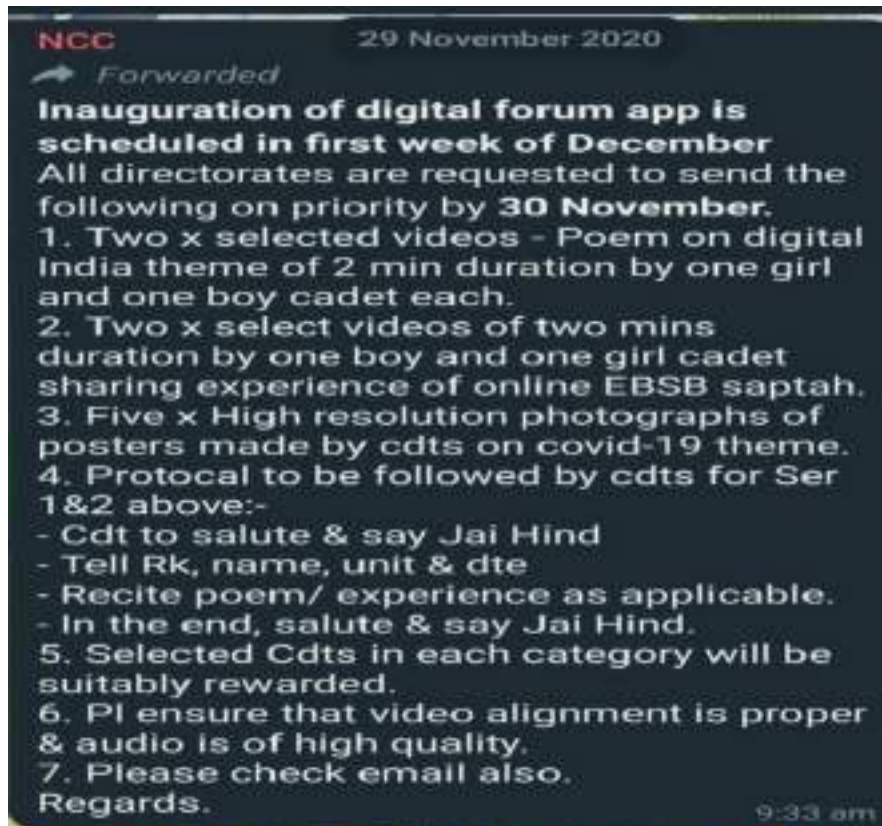 NCC
29 November 2020
Forwarded
Inauguration of digital forum app is
scheduled in first week of December
All directorates are requested to send the
following on priority by 30 November.
1. Two x selected videos - Poem on digital
India theme of 2 min duration by one girl
and one boy cadet each.
2. Two x select videos of two mins
duration by one boy and one girl cadet
sharing experience of online EBSB saptah.
3. Five x High resolution photographs of
posters made by cdts on covid-19 theme.
4. Protocal to be followed by cdts for Ser
1&2 above:-
- Cdt to salute & say Jai Hind
- Tell Rk, name, unit & dte
- Recite poem/ experience as applicable.
- In the end, salute & say Jai Hind.
5. Selected Cdts in each category will be
suitably rewarded.
6. Pl ensure that video alignment is proper
& audio is of high quality.
7. Please check email also.
Regards.
9:33 am